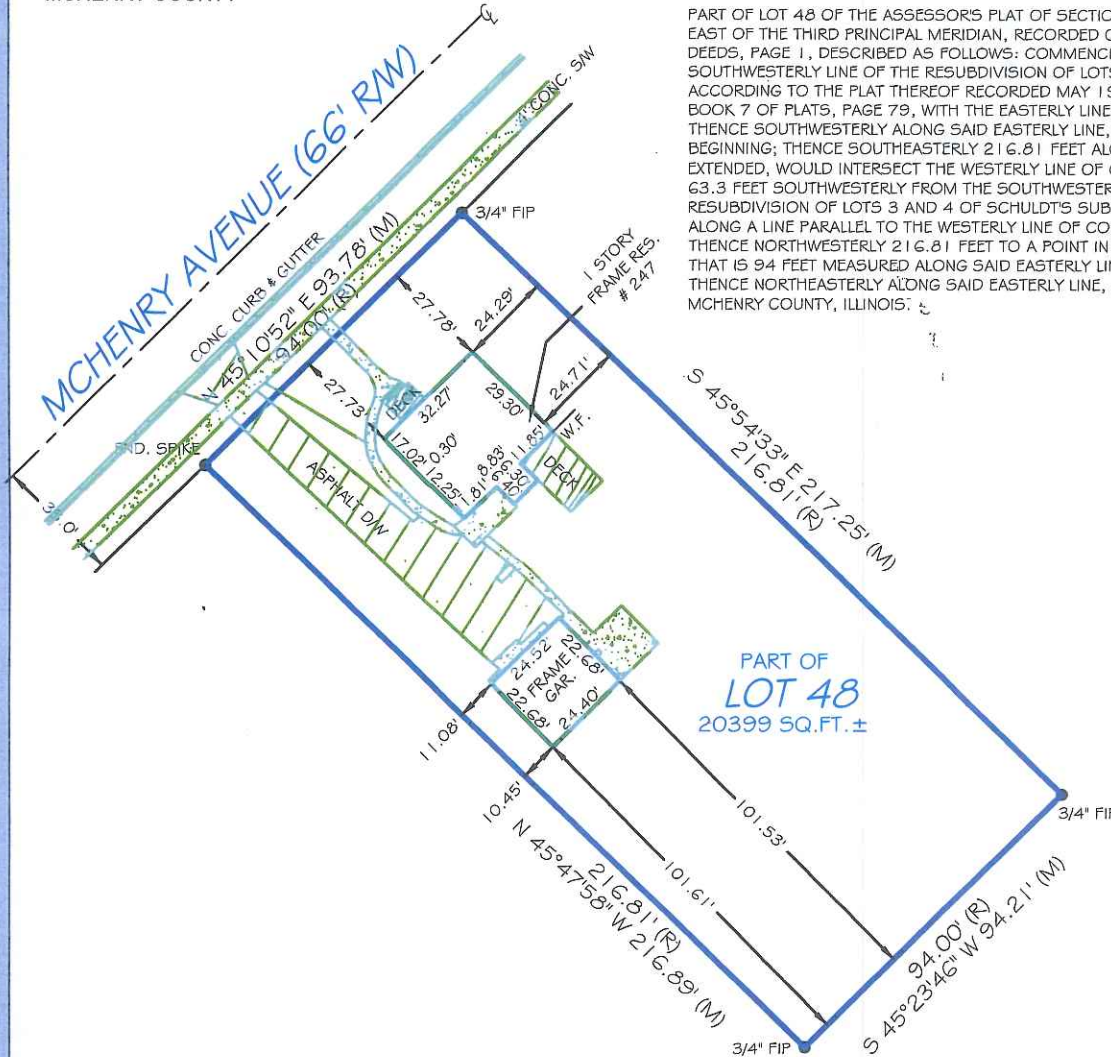 PART OF LOT 48 OF THE ASSESSOR'S PLAT OF SECTIO
EAST OF THE THIRD PRINCIPAL MERIDIAN, RECORDED
DEEDS, PAGE 1, DESCRIBED AS FOLLOWS: COMMENC
SOUTHWESTERLY LINE OF THE RESUBDIVISION OF LOTS
ACCORDING TO THE PLAT THEREOF RECORDED MAY
BOOK 7 OF PLATS, PAGE 79, WITH THE EASTERLY LINE
THENCE SOUTHWESTERLY ALONG SAID EASTERLY LINE,
BEGINNING; THENCE SOUTHEASTERLY 216.81 FEET AL
EXTENDED, WOULD INTERSECT THE WESTERLY LINE OF
63.3 FEET SOUTHWESTERLY FROM THE SOUTHWESTER
RESUBDIVISION OF LOTS 3 AND 4 OF SCHULDT'S SUB
ALONG A LINE PARALLEL TO THE WESTERLY LINE OF CO
THENCE NORTHWESTERLY 216.81 FEET TO A POINT IN
THAT IS 94 FEET MEASURED ALONG SAID EASTERLY LIN
THENCE NORTHEASTERLY ALONG SAID EASTERLY LINE,
MCHENRY COUNTY, ILLINOIS.
MCHENRY AVENUE (66' R/W)
CONC. S/W
CONC. CURB & GUTTER
N 45°10'52" E 93.78' (M)
94.00' (R)
3/4" FIP
1 STORY
FRAME RES.
# 247
27.78'
24.29'
24.71'
29.30'
27.73'
DECK
32.27'
17.02'
0.30'
12.25'
1.81'
8.83'
11.85'
W.F.
DECK
FND. SPIKE
ASPHALT D/W
S 45°54'33" E 217.25' (M)
216.81' (R)
24.52'
22.68'
FRAME
GAR.
22.68'
24.40'
PART OF
LOT 48
20399 SQ.FT.±
11.08'
10.45'
101.53'
101.61'
216.81' (R)
N 45°47'58" W 216.89' (M)
94.00' (R)
S 45°23'46" W 94.21' (M)
3/4" FIP
3/4" FIP